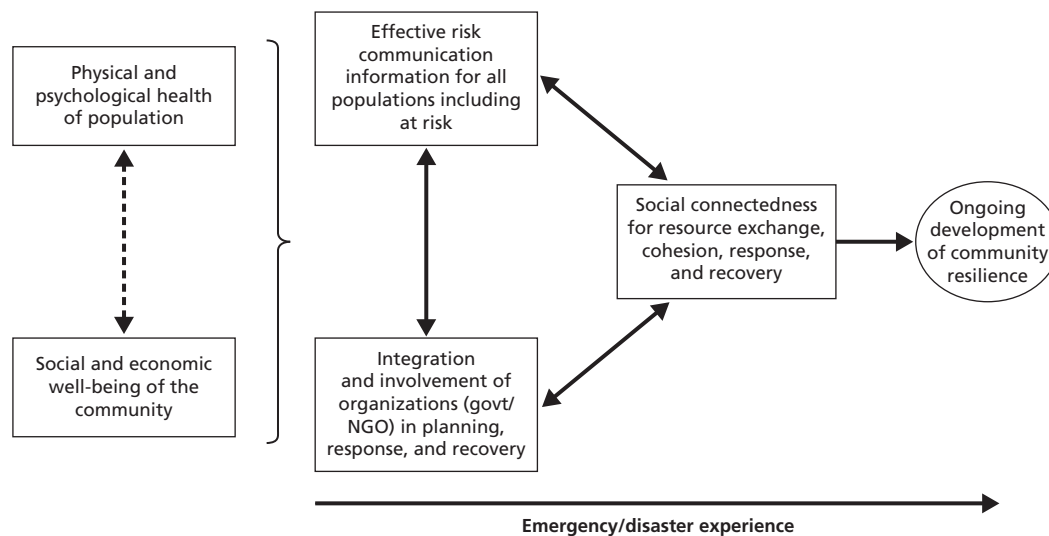 Physical and
psychological health
of population
Social and economic
well-being of the
community
Effective risk
communication
information for all
populations including
at risk
Integration
and involvement of
organizations (govt/
NGO) in planning,
response, and recovery
Social connectedness
for resource exchange,
cohesion, response,
and recovery
Ongoing
development
of community
resilience
Emergency/disaster experience